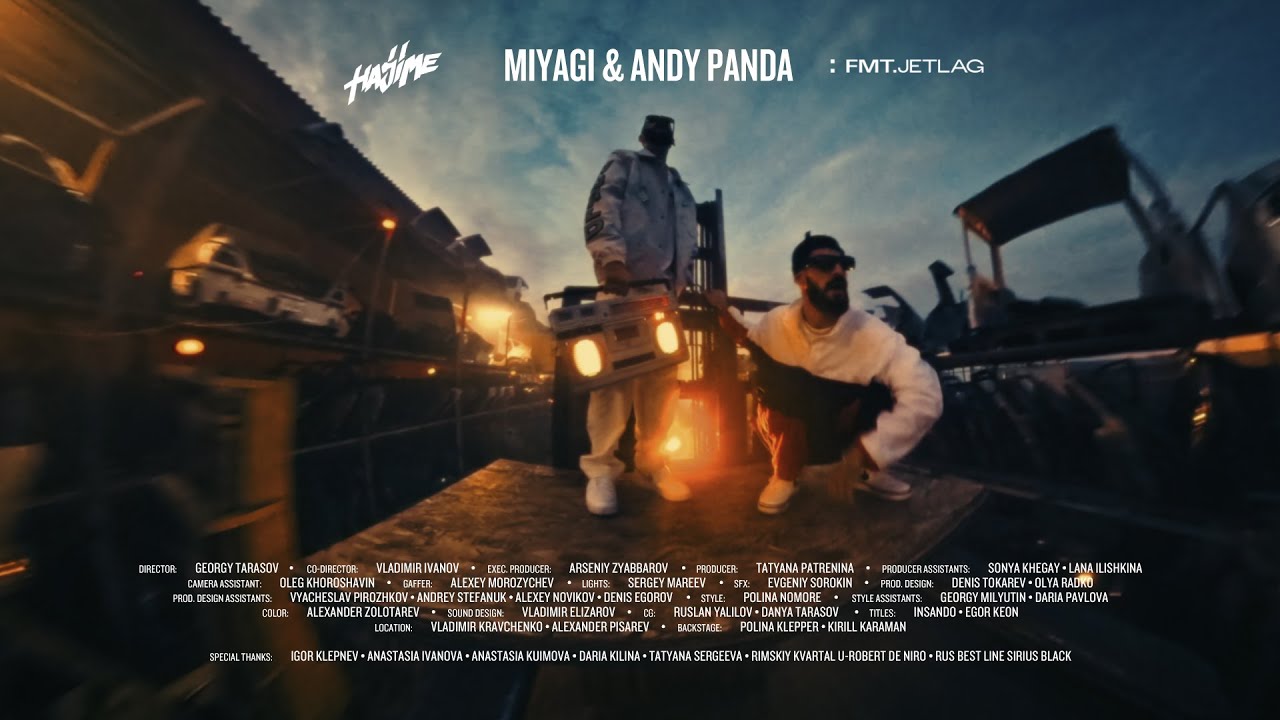 HAJIME
MIYAGI & ANDY PANDA
: FMT.JETLAG
DIRECTOR: GEORGY TARASOV • CO-DIRECTOR: VLADIMIR IVANOV • EXEC. PRODUCER: ARSENIY ZYABBAROV • PRODUCER: TATYANA PATRENINA • PRODUCER ASSISTANTS: SONYA KHEGAY • LANA ILISHKINA
CAMERA ASSISTANT: OLEG KHOROSHAVIN • GAFFER: ALEXEY MOROZYCHEV • LIGHTS: SERGEY MAREEV • SFX: EVGENIY SOROKIN • PROD. DESIGN: DENIS TOKAREV • OLYA RADKO
PROD. DESIGN ASSISTANTS: VYACHESLAV PIROZHKOV • ANDREY STEFANUK • ALEXEY NOVIKOV • DENIS EGOROV • STYLE: POLINA NOMORE • STYLE ASSISTANTS: GEORGY MILYUTIN • DARIA PAVLOVA
COLOR: ALEXANDER ZOLOTAREV • SOUND DESIGN: VLADIMIR ELIZAROV • CG: RUSLAN YALILOV • DANYA TARASOV • TITLES: INSANDO • EGOR KEON
LOCATION: VLADIMIR KRAVCHENKO • ALEXANDER PISAREV • BACKSTAGE: POLINA KLEPPER • KIRILL KARAMAN
SPECIAL THANKS: IGOR KLEPNEV • ANASTASIA IVANOVA • ANASTASIA KUIMOVA • DARIA KILINA • TATYANA SERGEEVA • RIMSKIY KVARTAL U-ROBERT DE NIRO • RUS BEST LINE SIRIUS BLACK